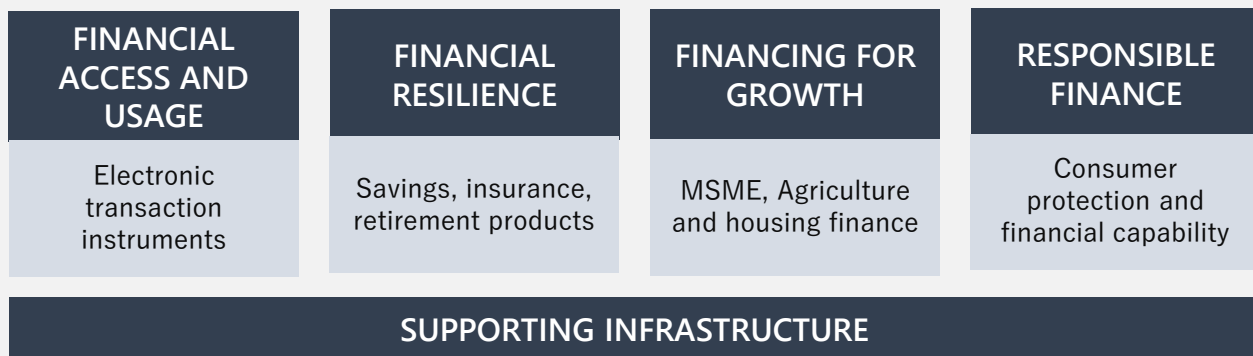 FINANCIAL
ACCESS AND
USAGE
Electronic
transaction
instruments
FINANCIAL
RESILIENCE
Savings, insurance,
retirement products
FINANCING FOR
GROWTH
MSME, Agriculture
and housing finance
RESPONSIBLE
FINANCE
Consumer
protection and
financial capability
SUPPORTING INFRASTRUCTURE